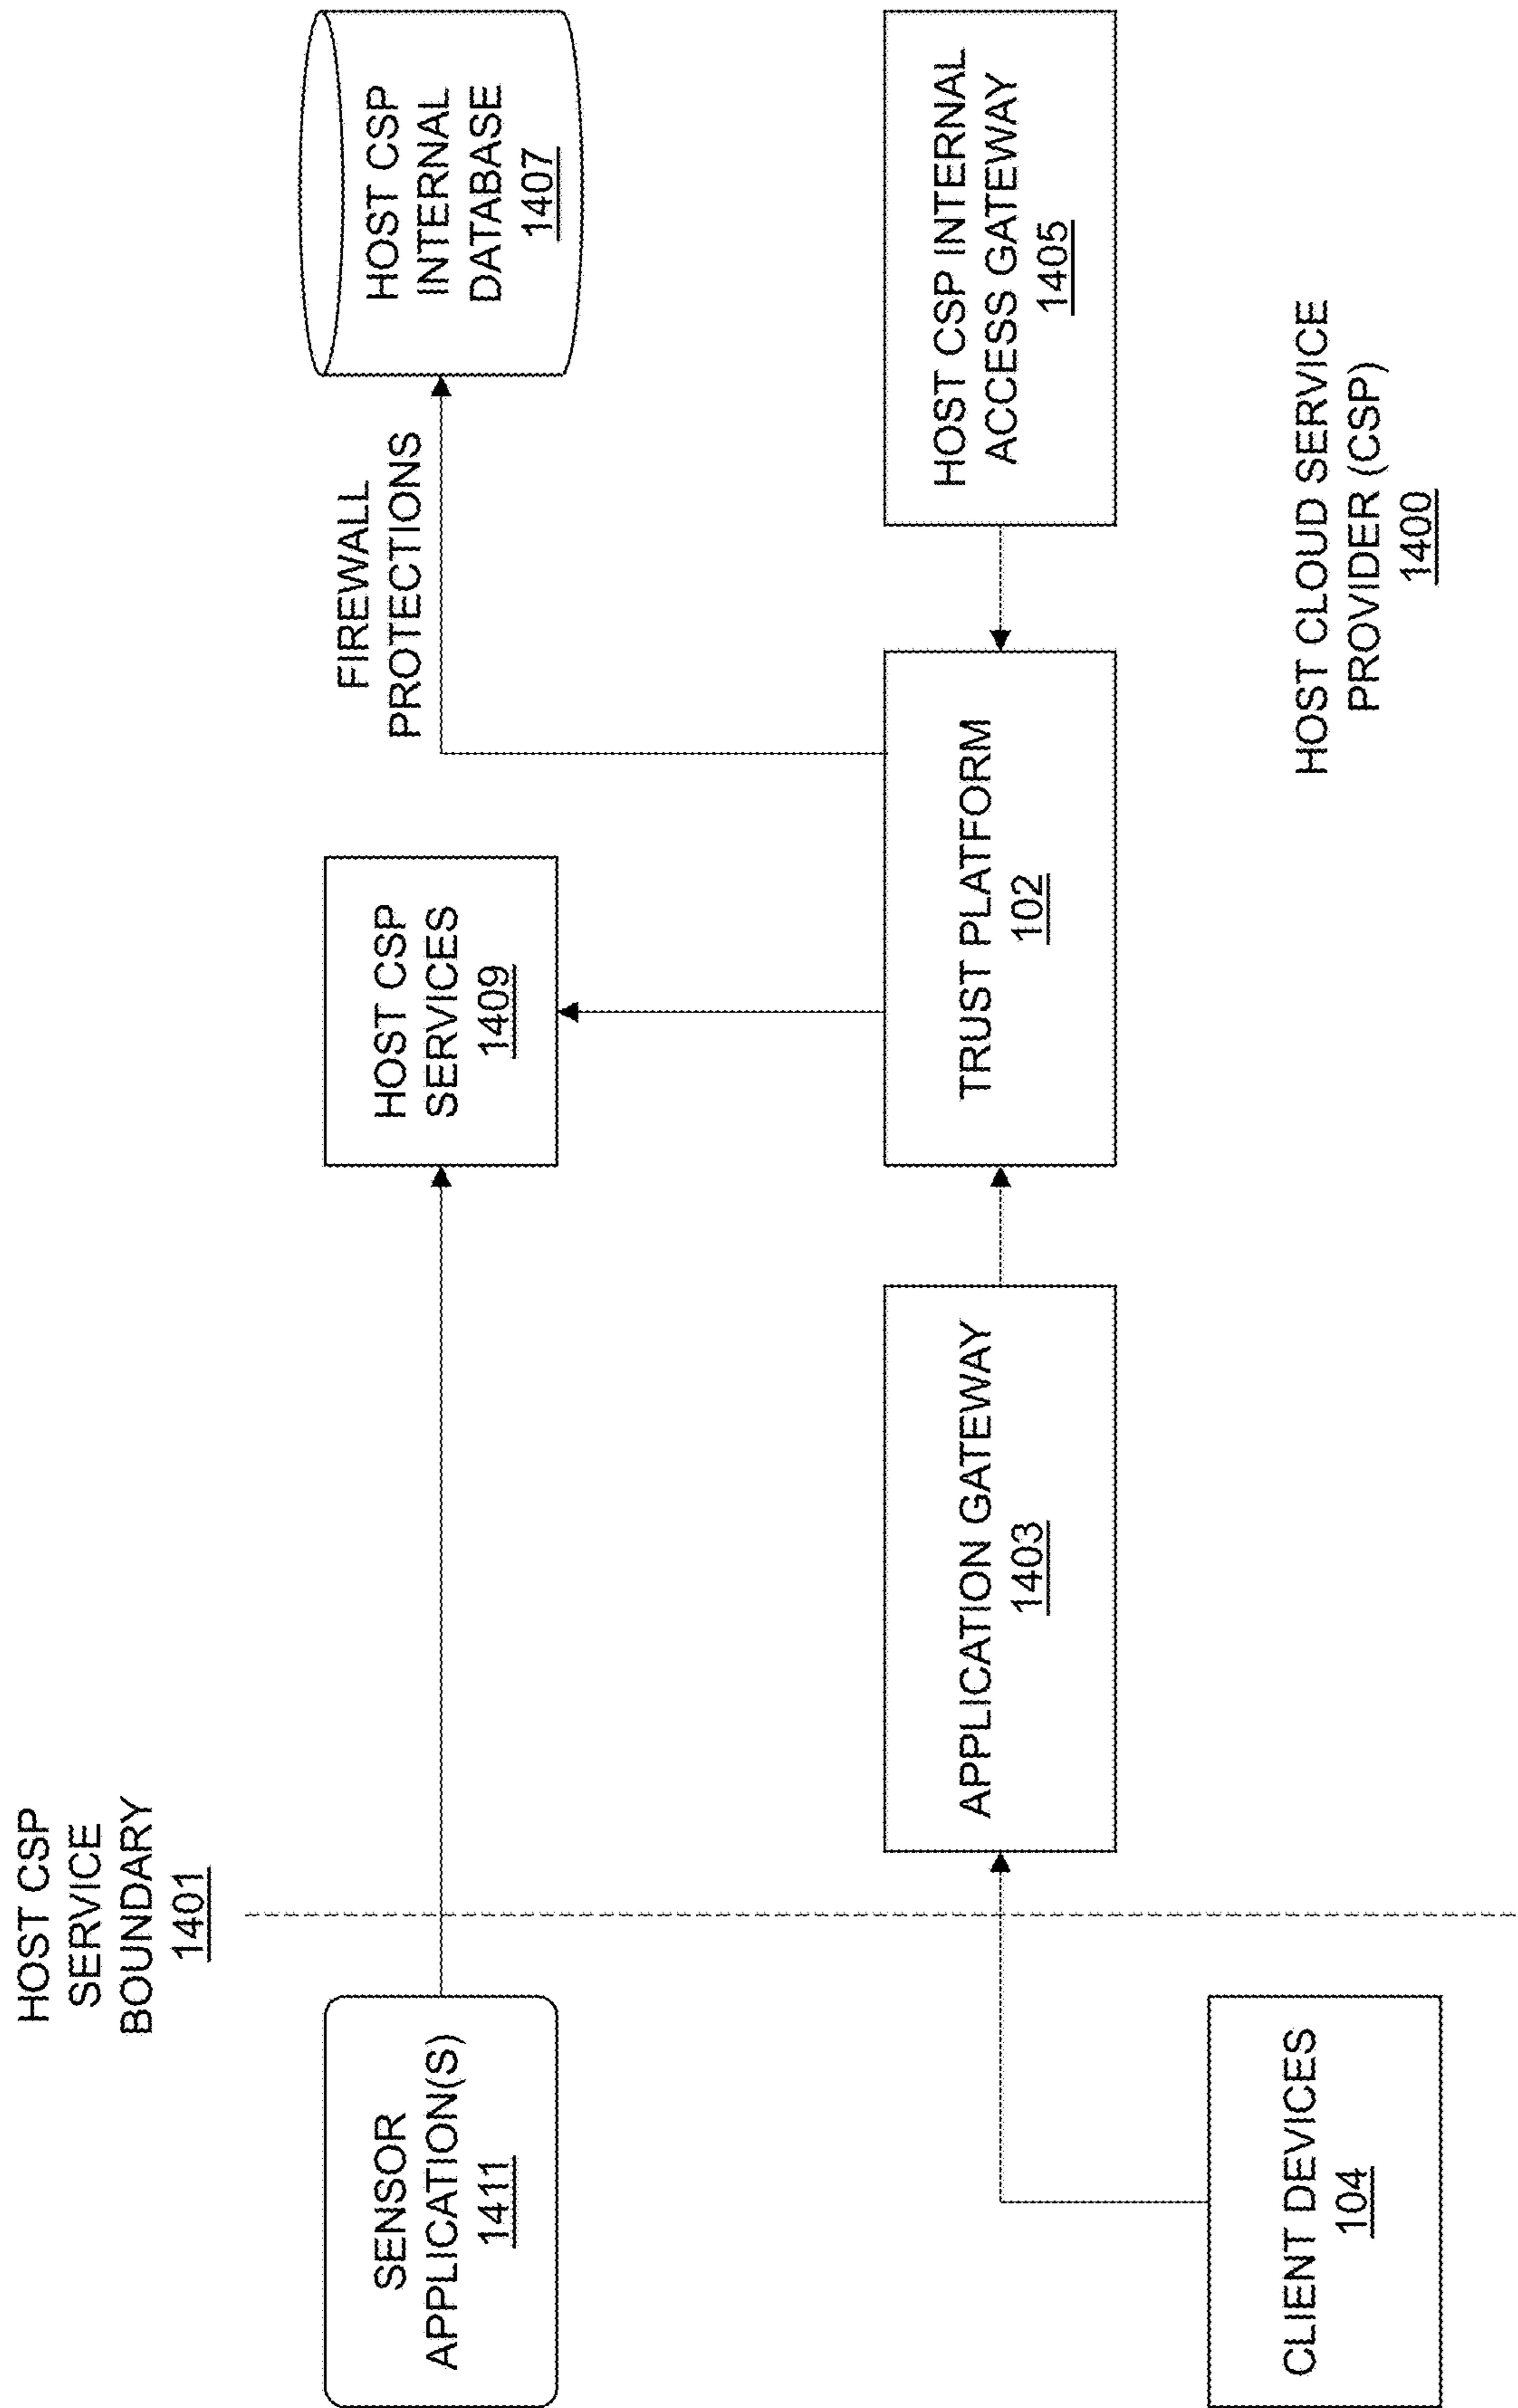 HOST CSP
SERVICE
BOUNDARY
1401
SENSOR
APPLICATION(S)
1411
HOST CSP
SERVICES
1409
FIREWALL
PROTECTIONS
HOST CSP
INTERNAL
DATABASE
1407
APPLICATION GATEWAY
1403
TRUST PLATFORM
102
HOST CSP INTERNAL
ACCESS GATEWAY
1405
CLIENT DEVICES
104
HOST CLOUD SERVICE
PROVIDER (CSP)
1400